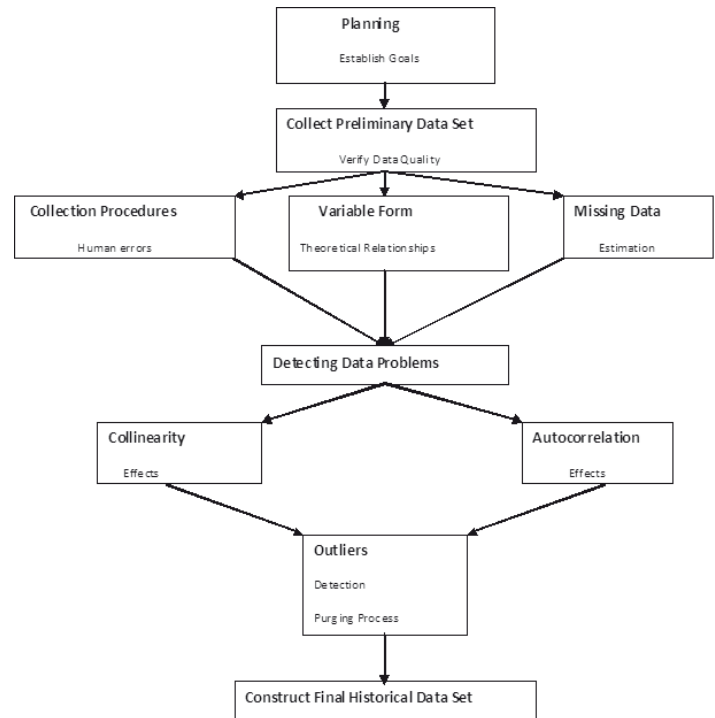 Planning
Establish Goals
Collect Preliminary Data Set
Verify Data Quality
Collection Procedures
Human errors
Variable Form
Theoretical Relationships
Missing Data
Estimation
Detecting Data Problems
Collinearity
Effects
Autocorrelation
Effects
Outliers
Detection
Purging Process
Construct Final Historical Data Set